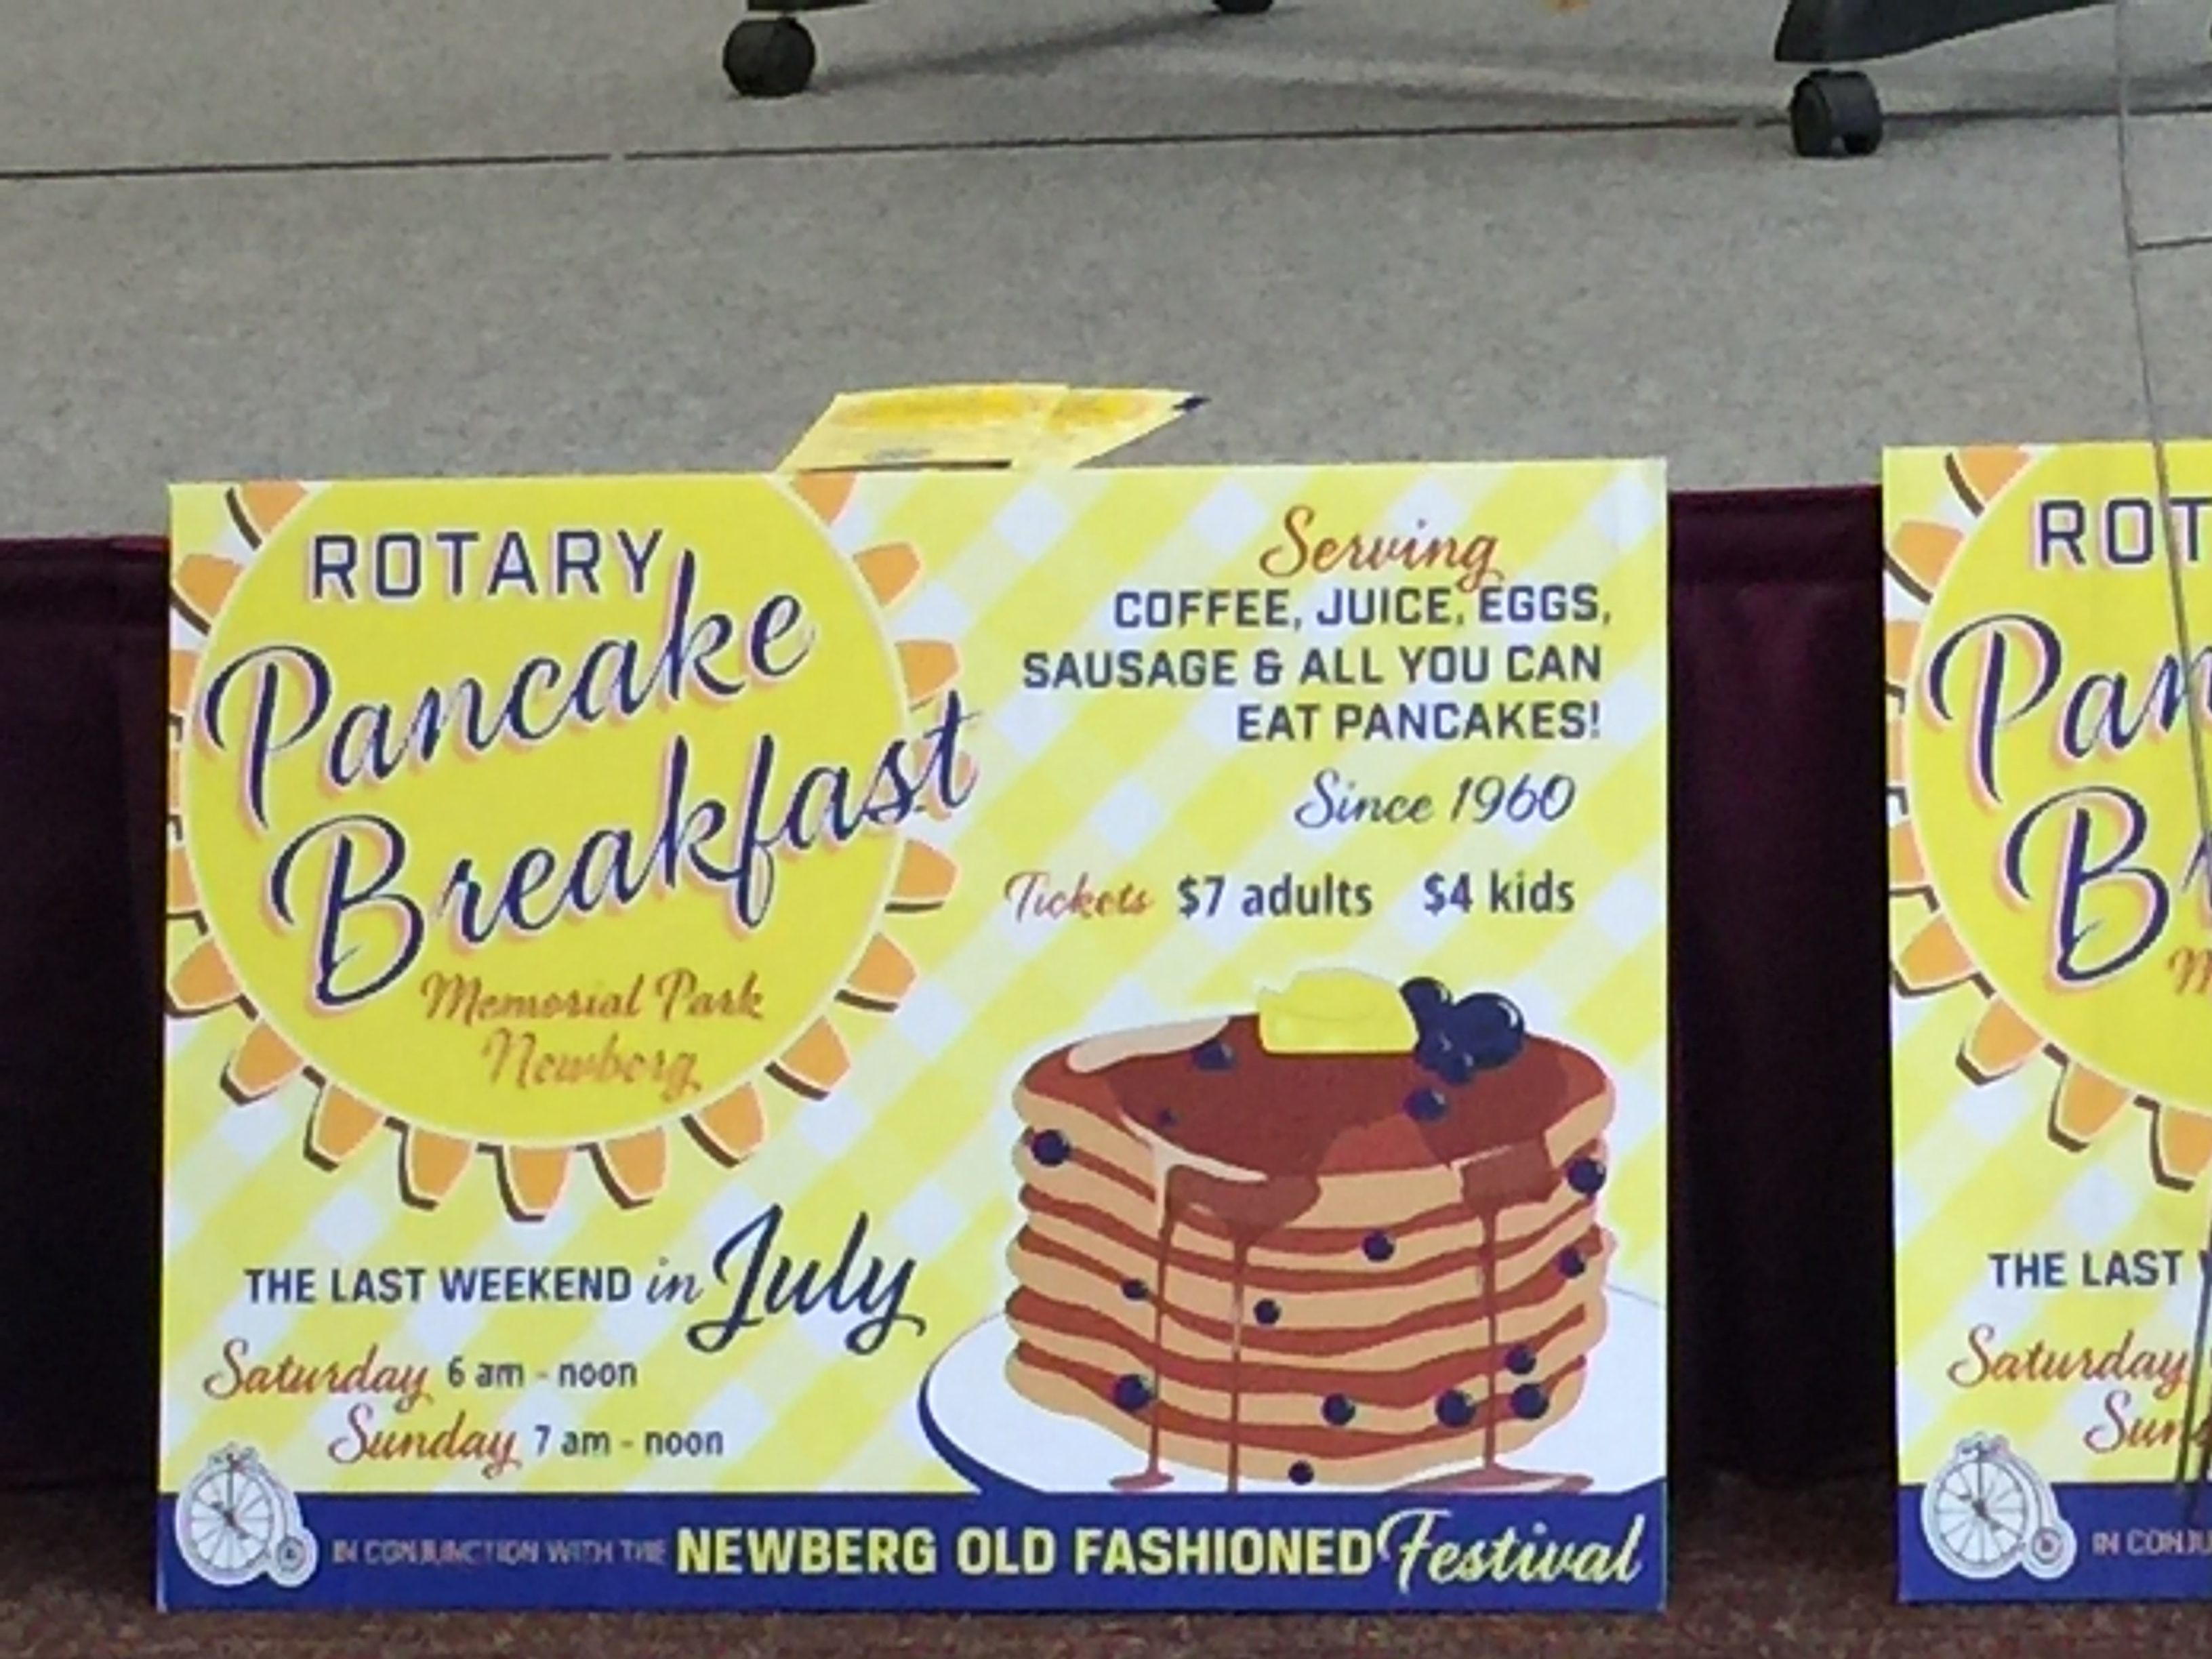 ROTARY
Pancake
Breakfast
Memorial Park
Newberg
Serving
COFFEE, JUICE, EGGS,
SAUSAGE & ALL YOU CAN
EAT PANCAKES!
Since 1960
Tickets $7 adults $4 kids
THE LAST WEEKEND in July
Saturday 6 am - noon
Sunday 7 am - noon
IN CONJUNCTION WITH THE NEWBERG OLD FASHIONED Festival
ROT
Pan
B
M
THE LAST
Saturday
Sun
IN CONJU